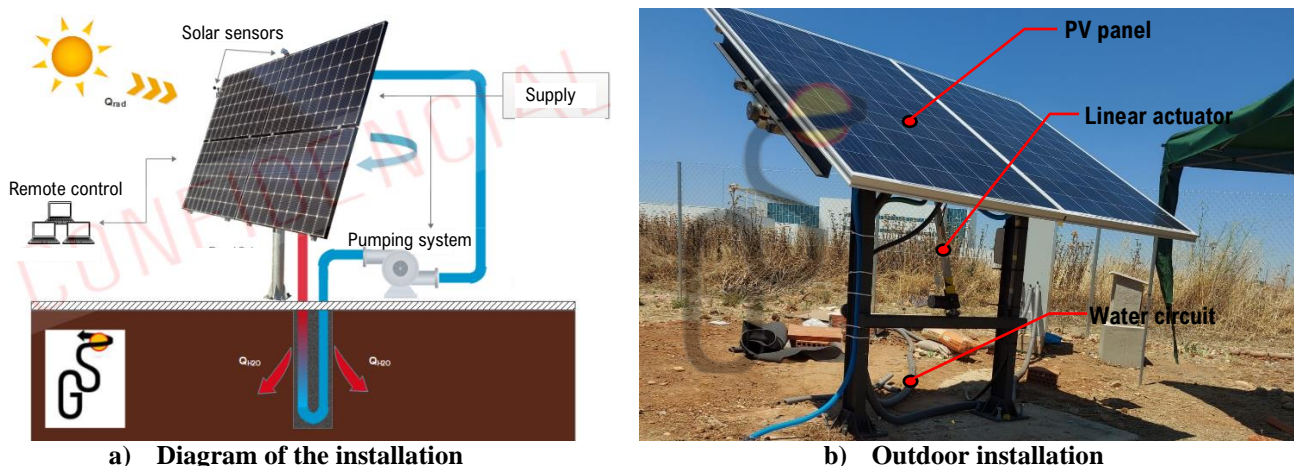 Solar sensors
Q_rad
Supply
Remote control
Pumping system
Q_H2O
Q_H2O
CONFIDENCIAL
a) Diagram of the installation
PV panel
Linear actuator
Water circuit
b) Outdoor installation